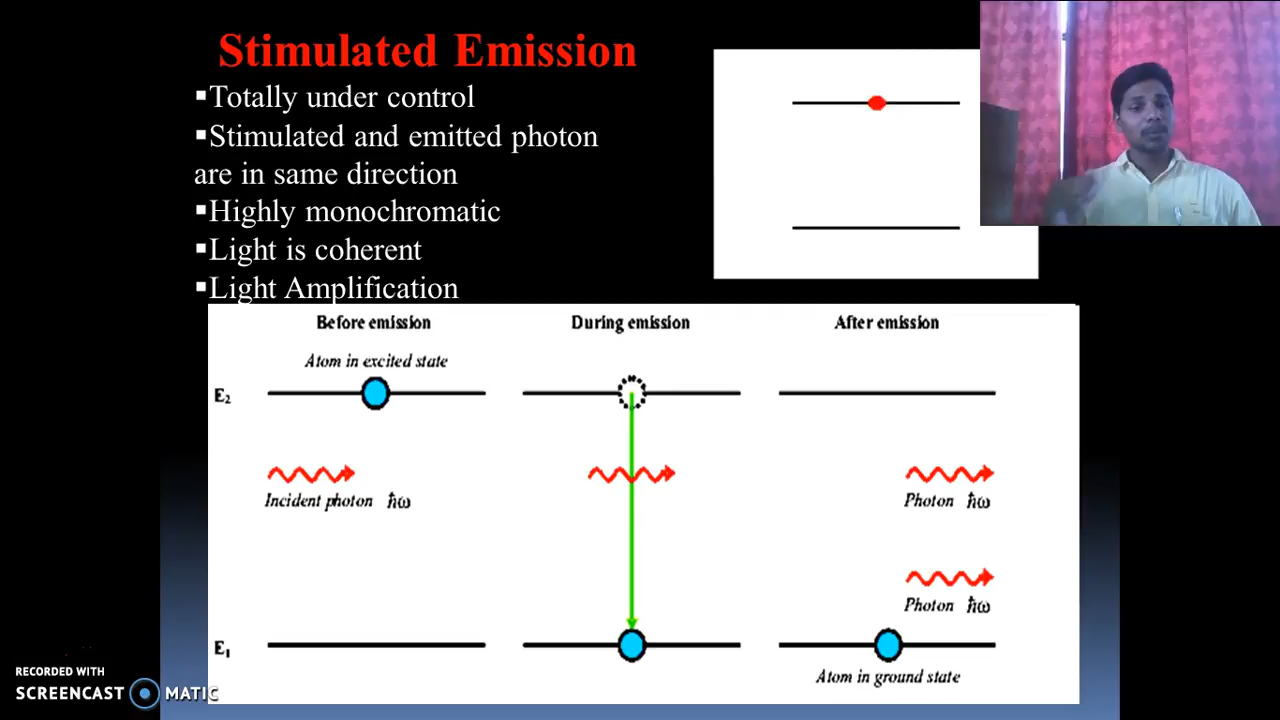 Stimulated Emission
▪Totally under control
▪Stimulated and emitted photon
are in same direction
▪Highly monochromatic
▪Light is coherent
▪Light Amplification
Before emission
During emission
After emission
Atom in excited state
E₂
Incident photon ħω
Photon ħω
Photon ħω
E₁
Atom in ground state
RECORDED WITH
SCREENCAST MATIC